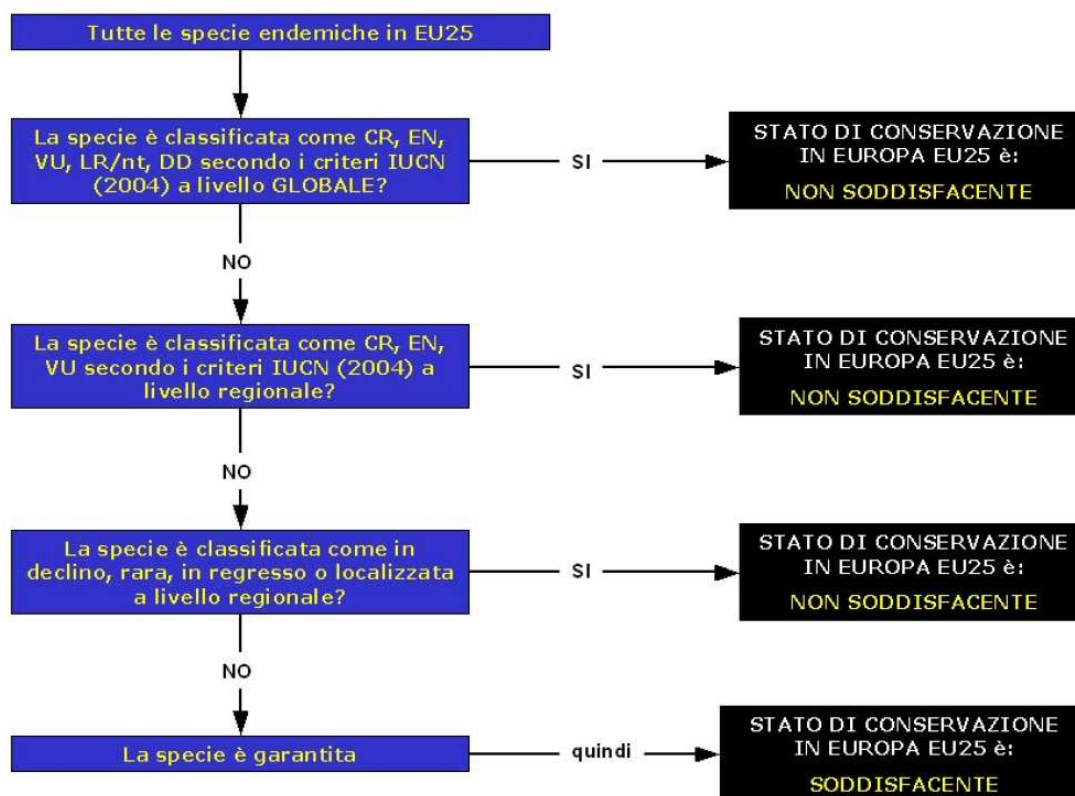 Tutte le specie endemiche in EU25
La specie è classificata come CR, EN,
VU, LR/nt, DD secondo i criteri IUCN
(2004) a livello GLOBALE?
SI
STATO DI CONSERVAZIONE
IN EUROPA EU25 è:
NON SODDISFACENTE
NO
La specie è classificata come CR, EN,
VU secondo i criteri IUCN (2004) a
livello regionale?
SI
STATO DI CONSERVAZIONE
IN EUROPA EU25 è:
NON SODDISFACENTE
NO
La specie è classificata come in
declino, rara, in regresso o localizzata
a livello regionale?
SI
STATO DI CONSERVAZIONE
IN EUROPA EU25 è:
NON SODDISFACENTE
NO
La specie è garantita
quindi
STATO DI CONSERVAZIONE
IN EUROPA EU25 è:
SODDISFACENTE